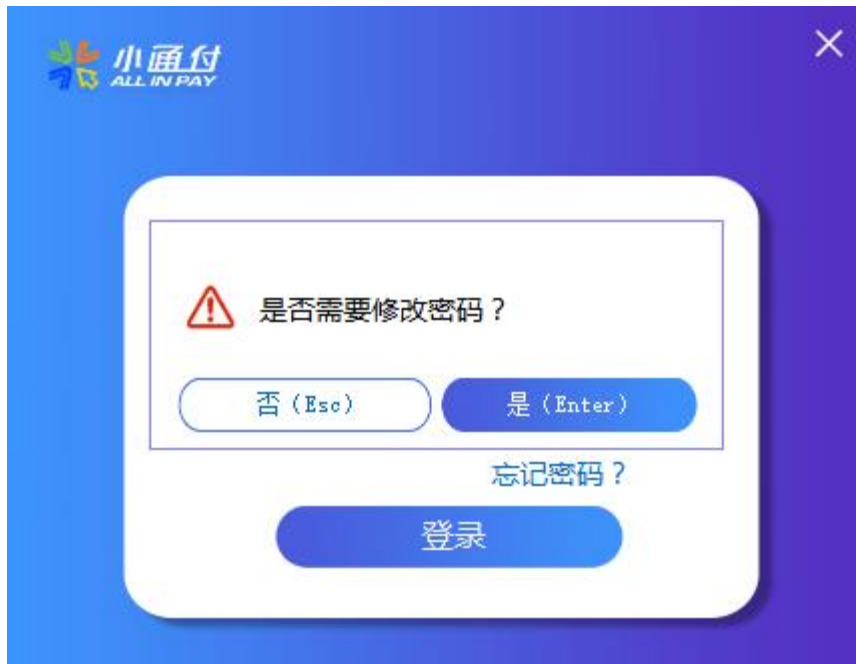 小通付
ALL IN PAY
是否需要修改密码？
否（Esc） 是（Enter）
忘记密码？
登录